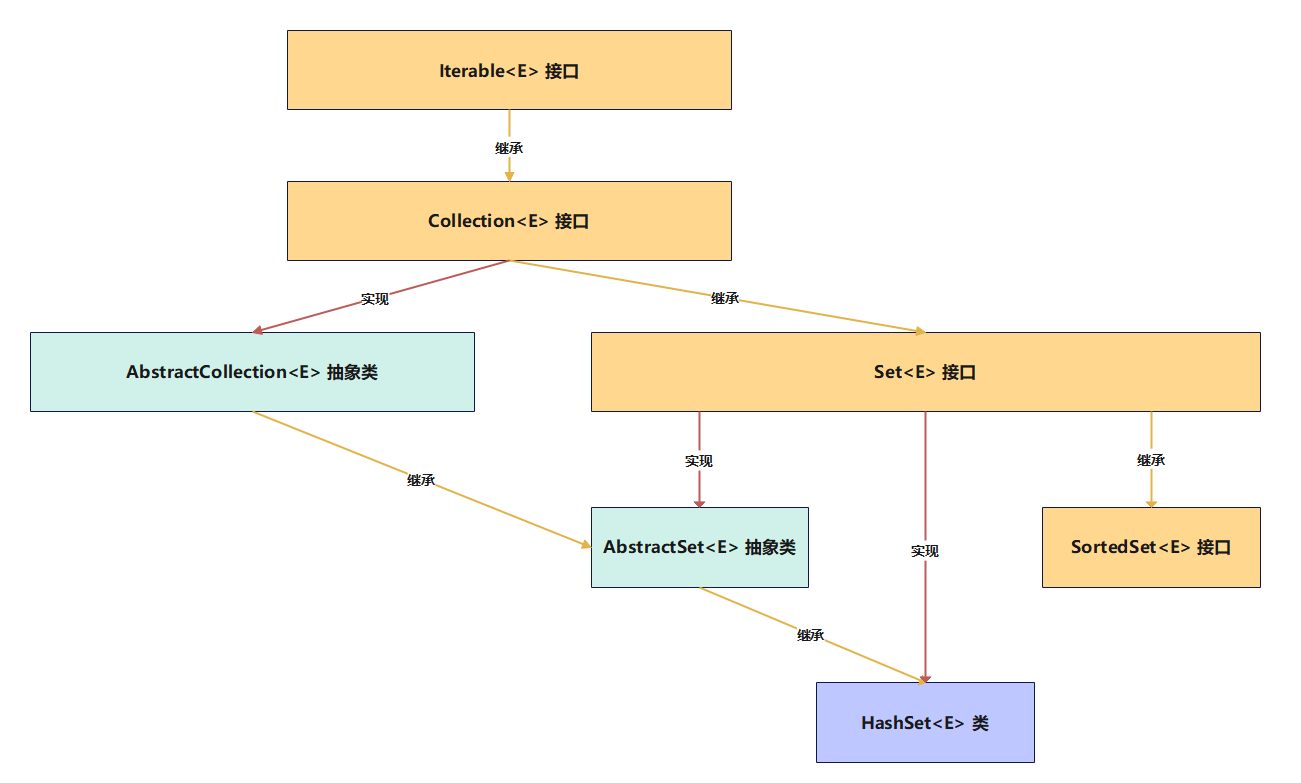 Iterable<E> 接口
继承
Collection<E> 接口
实现
继承
AbstractCollection<E> 抽象类
Set<E> 接口
实现
继承
继承
AbstractSet<E> 抽象类
SortedSet<E> 接口
实现
继承
HashSet<E> 类